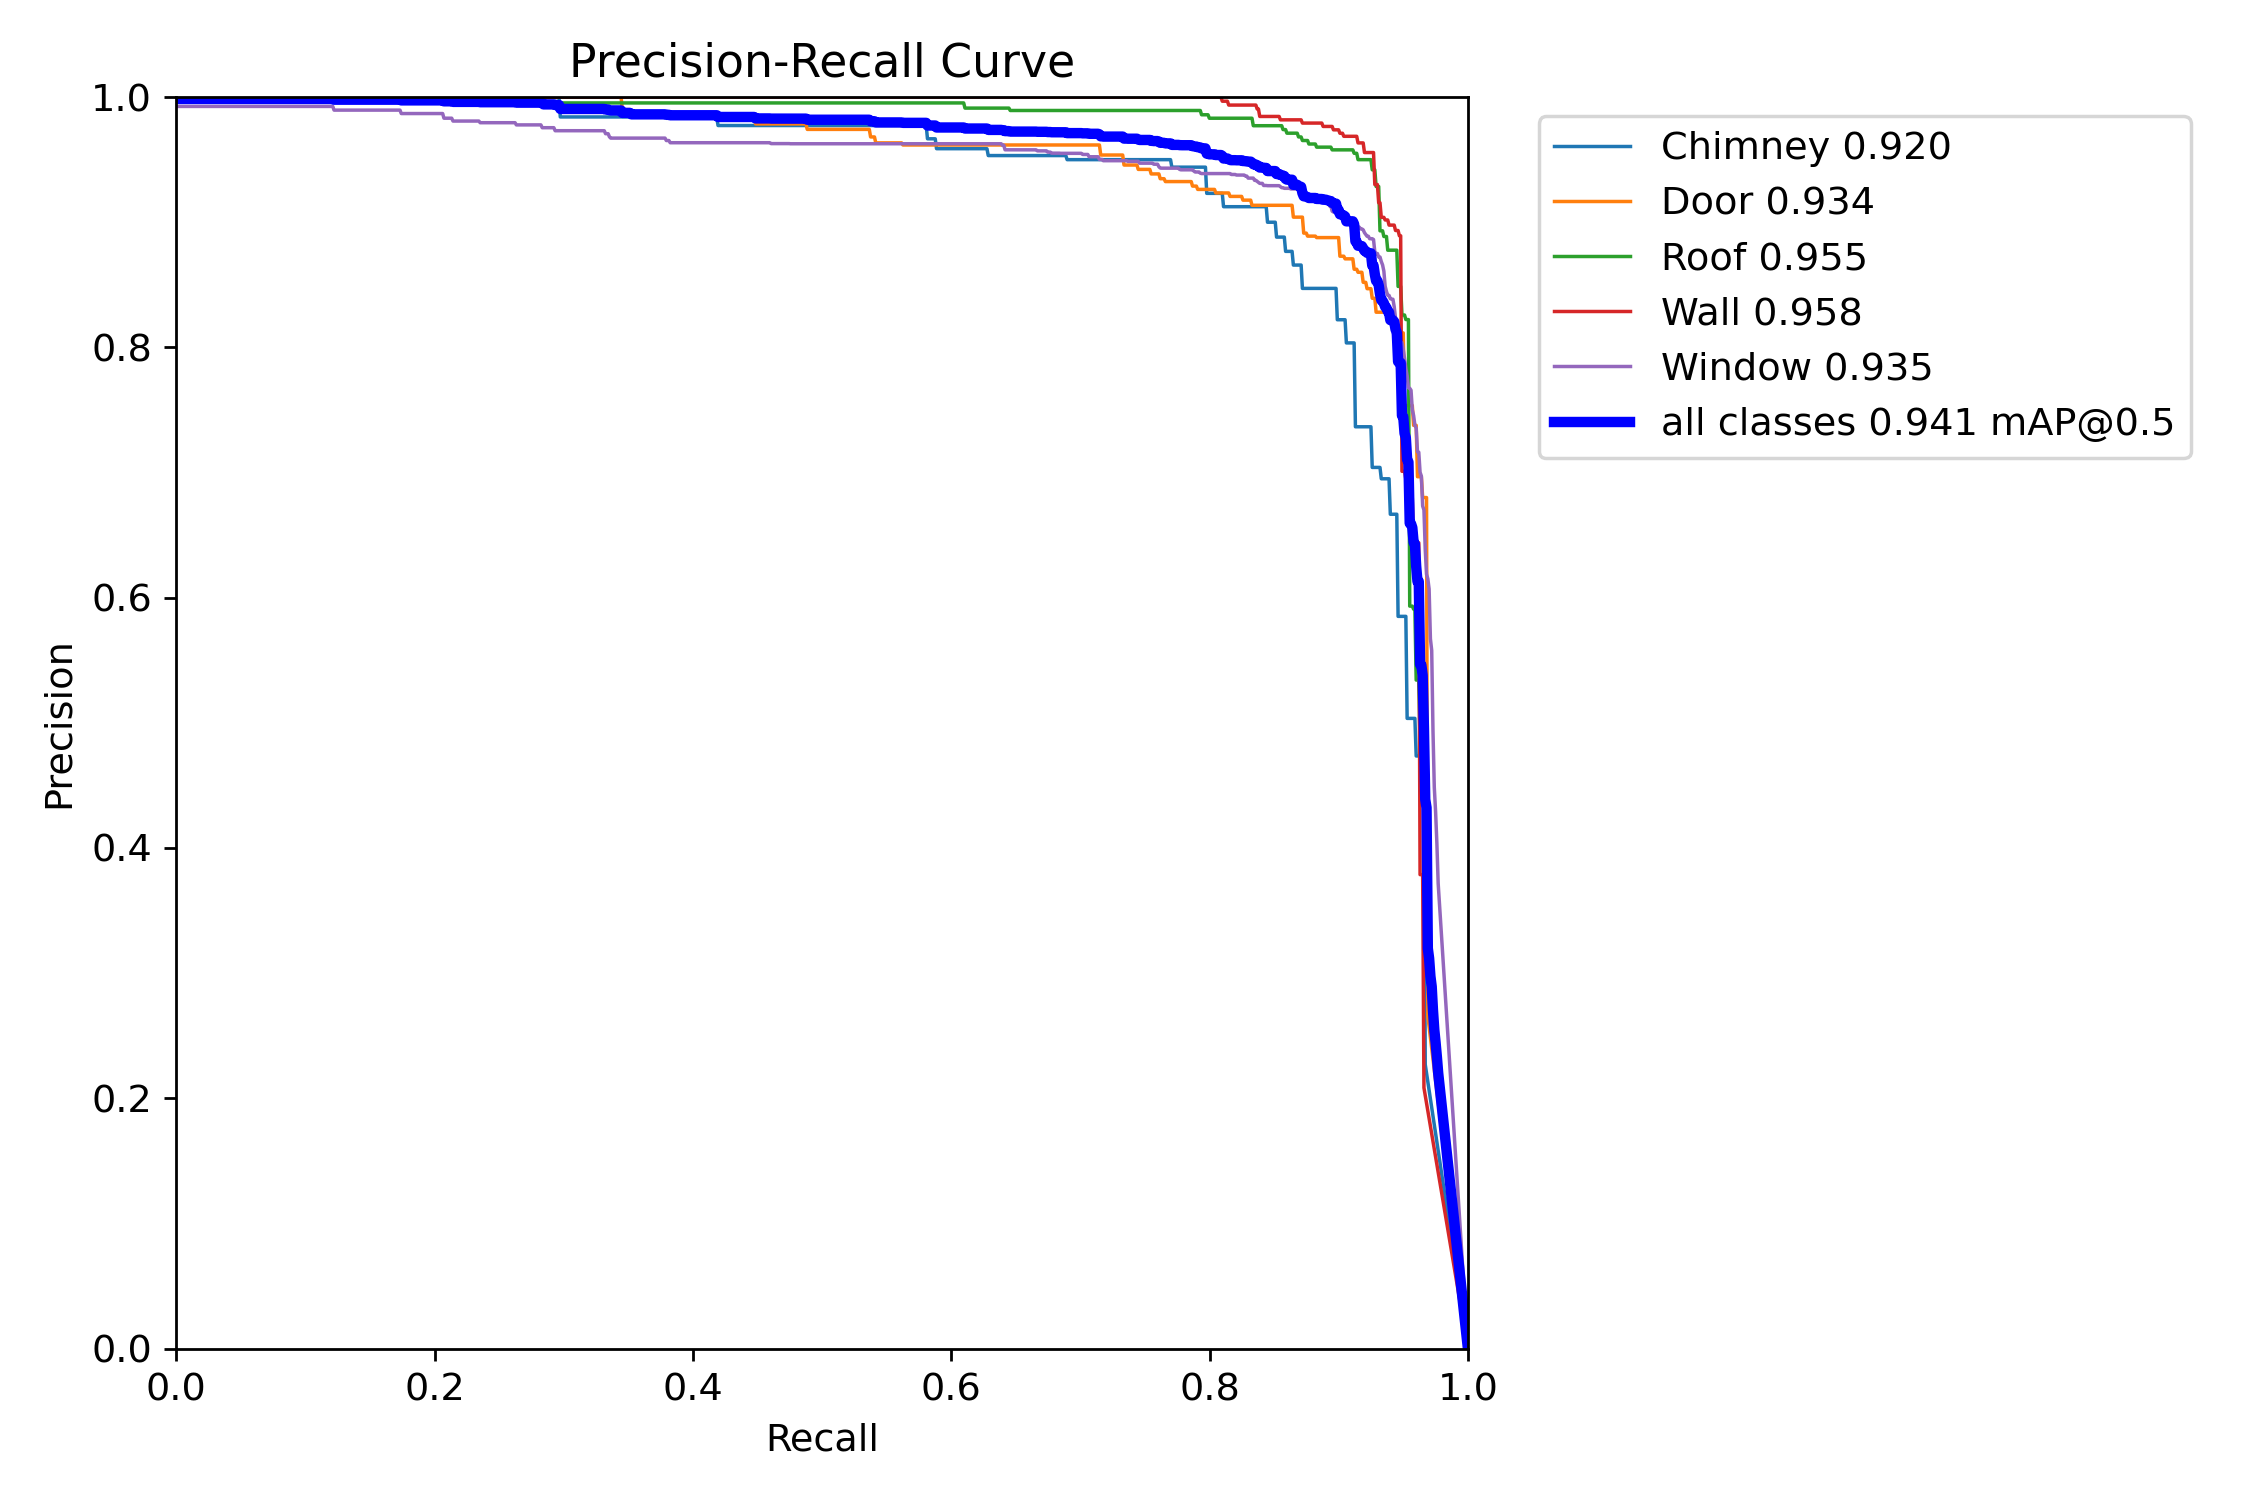 Precision-Recall Curve
1.0
0.8
0.6
0.4
0.2
0.0
Precision
0.0 0.2 0.4 0.6 0.8 1.0
Recall
Chimney 0.920
Door 0.934
Roof 0.955
Wall 0.958
Window 0.935
all classes 0.941 mAP@0.5